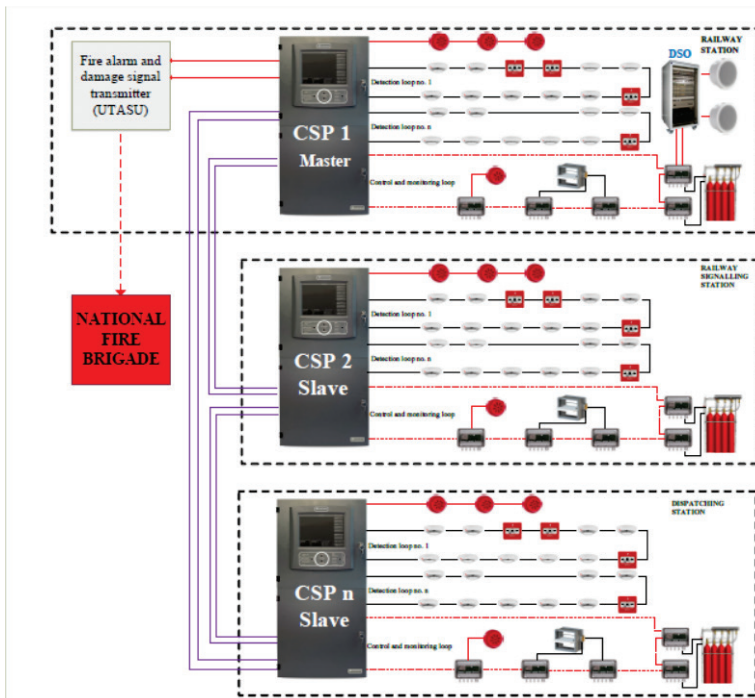 Fire alarm and
damage signal
transmitter
(UTASU)
NATIONAL
FIRE
BRIGADE
CSP 1
Master
Detection loop no. 1
Detection loop no. n
Control and monitoring loop
DSO
RAILWAY
STATION
CSP 2
Slave
Detection loop no. 1
Detection loop no. n
Control and monitoring loop
RAILWAY
SIGNALLING
STATION
CSP n
Slave
Detection loop no. 1
Detection loop no. n
Control and monitoring loop
DISPATCHING
STATION